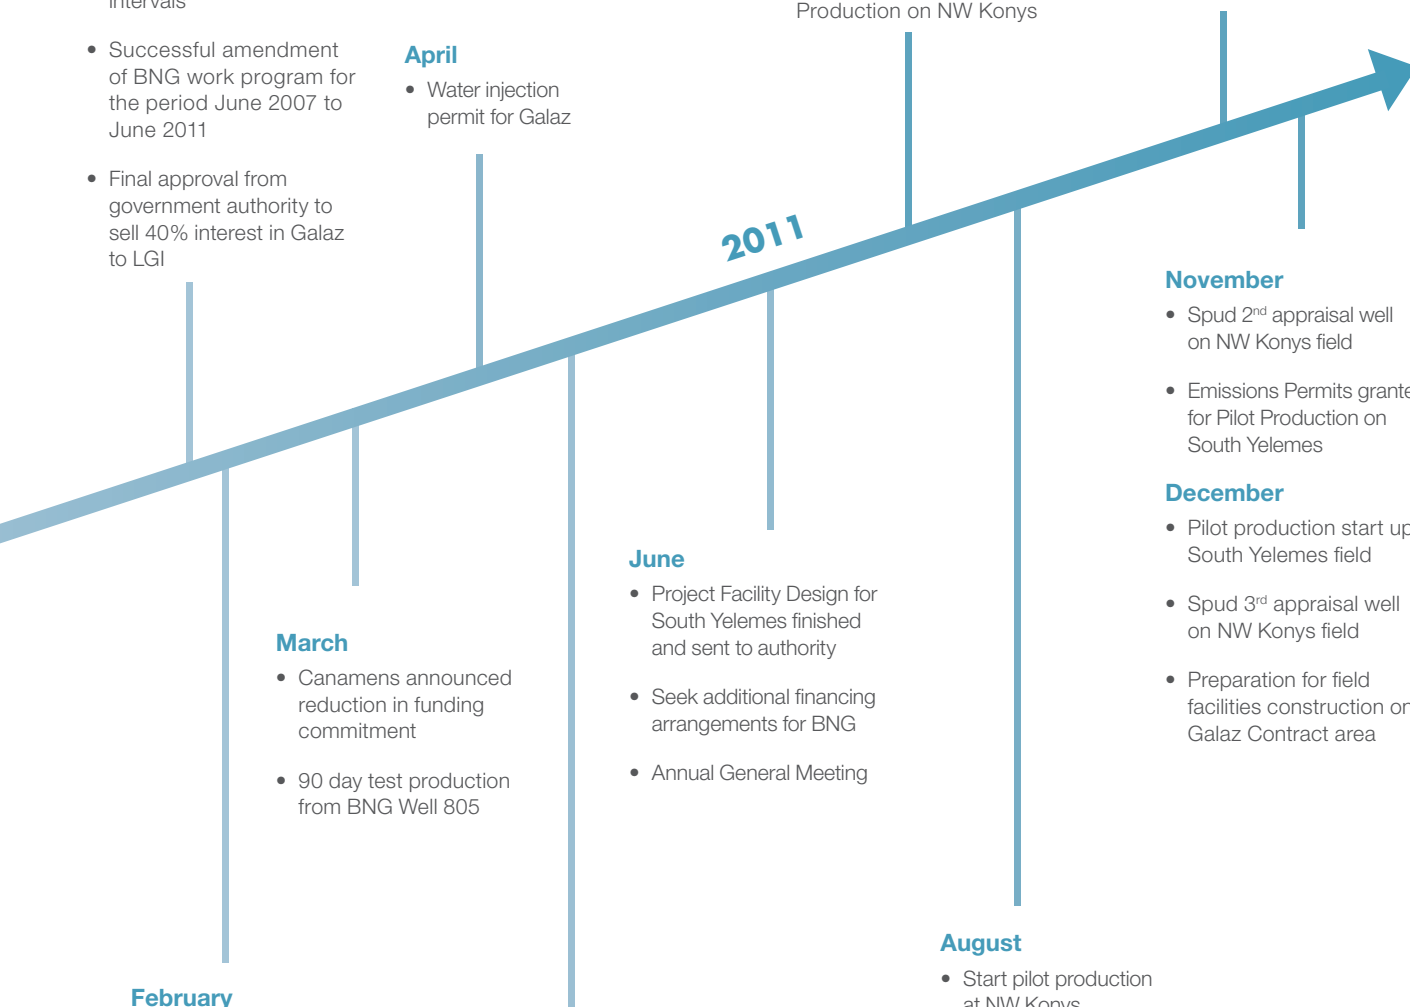 intervals
• Successful amendment
of BNG work program for
the period June 2007 to
June 2011
• Final approval from
government authority to
sell 40% interest in Galaz
to LGI
April
• Water injection
permit for Galaz
Production on NW Konys
2011
November
• Spud 2nd appraisal well
on NW Konys field
• Emissions Permits grante
for Pilot Production on
South Yelemes
December
• Pilot production start up
South Yelemes field
• Spud 3rd appraisal well
on NW Konys field
• Preparation for field
facilities construction on
Galaz Contract area
June
• Project Facility Design for
South Yelemes finished
and sent to authority
• Seek additional financing
arrangements for BNG
• Annual General Meeting
March
• Canamens announced
reduction in funding
commitment
• 90 day test production
from BNG Well 805
August
• Start pilot production
at NW Konys
February